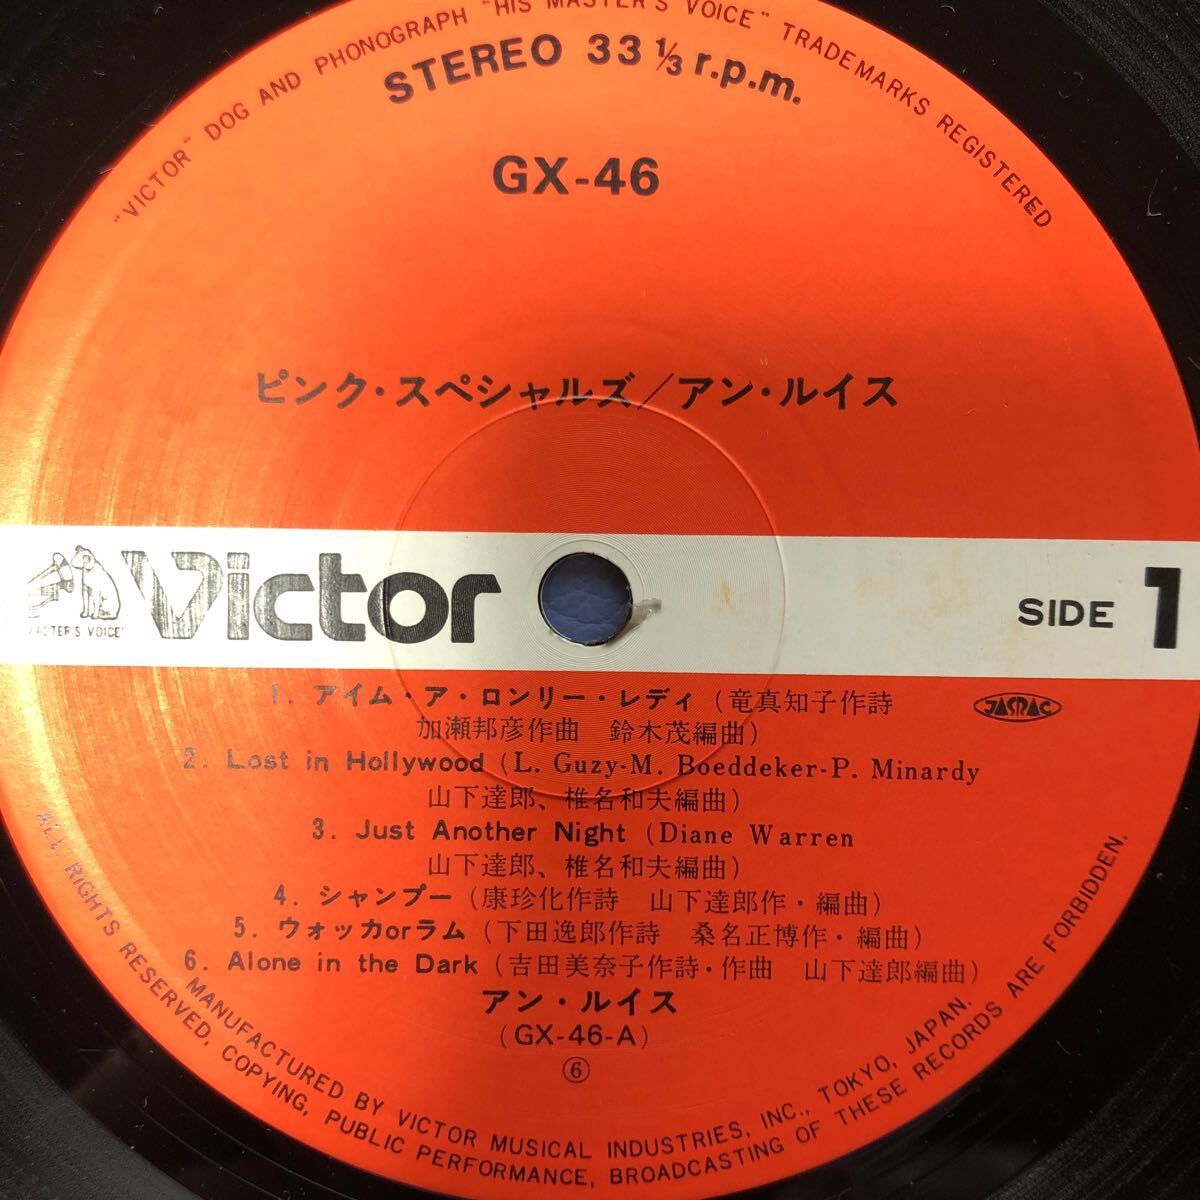 "VICTOR" DOG AND PHONOGRAPH "HIS MASTER'S VOICE" TRADEMARKS REGISTERED
STEREO 33 ⅓ r.p.m.
GX-46
ピンク・スペシャルズ/アン・ルイス
MASTER'S VOICE"
Victor
SIDE 1
1. アイム・ア・ロンリー・レディ (竜真知子作詩
加瀬邦彦作曲 鈴木茂編曲)
JASRAC
2. Lost in Hollywood (L. Guzy-M. Boeddeker-P. Minardy
山下達郎、椎名和夫編曲)
3. Just Another Night (Diane Warren
山下達郎、椎名和夫編曲)
4. シャンプー (康珍化作詩 山下達郎作・編曲)
5. ウォッカorラム (下田逸郎作詩 桑名正博作・編曲)
6. Alone in the Dark (吉田美奈子作詩・作曲 山下達郎編曲)
アン・ルイス
(GX-46-A)
⑥
MANUFACTURED BY VICTOR MUSICAL INDUSTRIES, INC., TOKYO, JAPAN.
ALL RIGHTS RESERVED, COPYING, PUBLIC PERFORMANCE, BROADCASTING OF THESE RECORDS ARE FORBIDDEN.